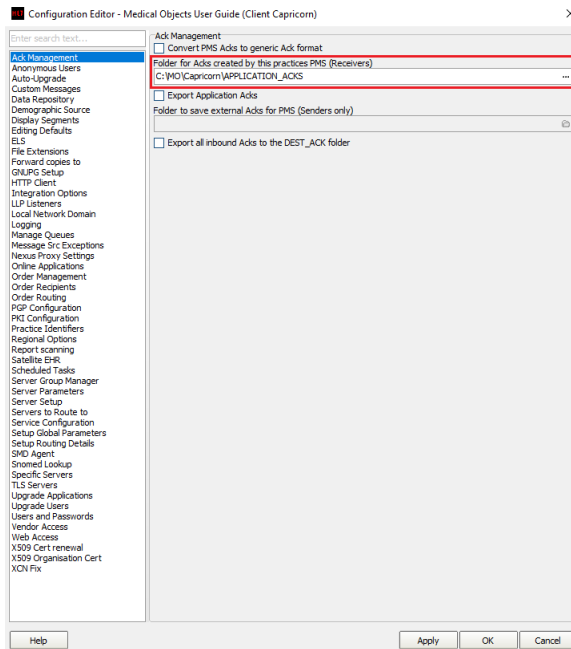 Configuration Editor - Medical Objects User Guide (Client Capricorn)
Enter search text...
Ack Management
Anonymous Users
Auto-Upgrade
Custom Messages
Data Repository
Demographic Source
Display Segments
Editing Defaults
ELS
File Extensions
Forward copies to
GNUPG Setup
HTTP Client
Integration Options
LLP Listeners
Local Network Domain
Logging
Manage Queues
Message Src Exceptions
Nexus Proxy Settings
Online Applications
Order Management
Order Recipients
Order Routing
PGP Configuration
PKI Configuration
Practice Identifiers
Regional Options
Report scanning
Satellite EHR
Scheduled Tasks
Server Group Manager
Server Parameters
Server Setup
Servers to Route to
Service Configuration
Setup Global Parameters
Setup Routing Details
SMD Agent
Snomed Lookup
Specific Servers
TLS Servers
Upgrade Applications
Upgrade Users
Users and Passwords
Vendor Access
Web Access
X509 Cert renewal
X509 Organisation Cert
XCN Fix
Ack Management
Convert PMS Acks to generic Ack format
Folder for Acks created by this practices PMS (Receivers)
C:\MO\Capricorn\APPLICATION_ACKS
...
Export Application Acks
Folder to save external Acks for PMS (Senders only)
Export all inbound Acks to the DEST_ACK folder
Help
Apply
OK
Cancel